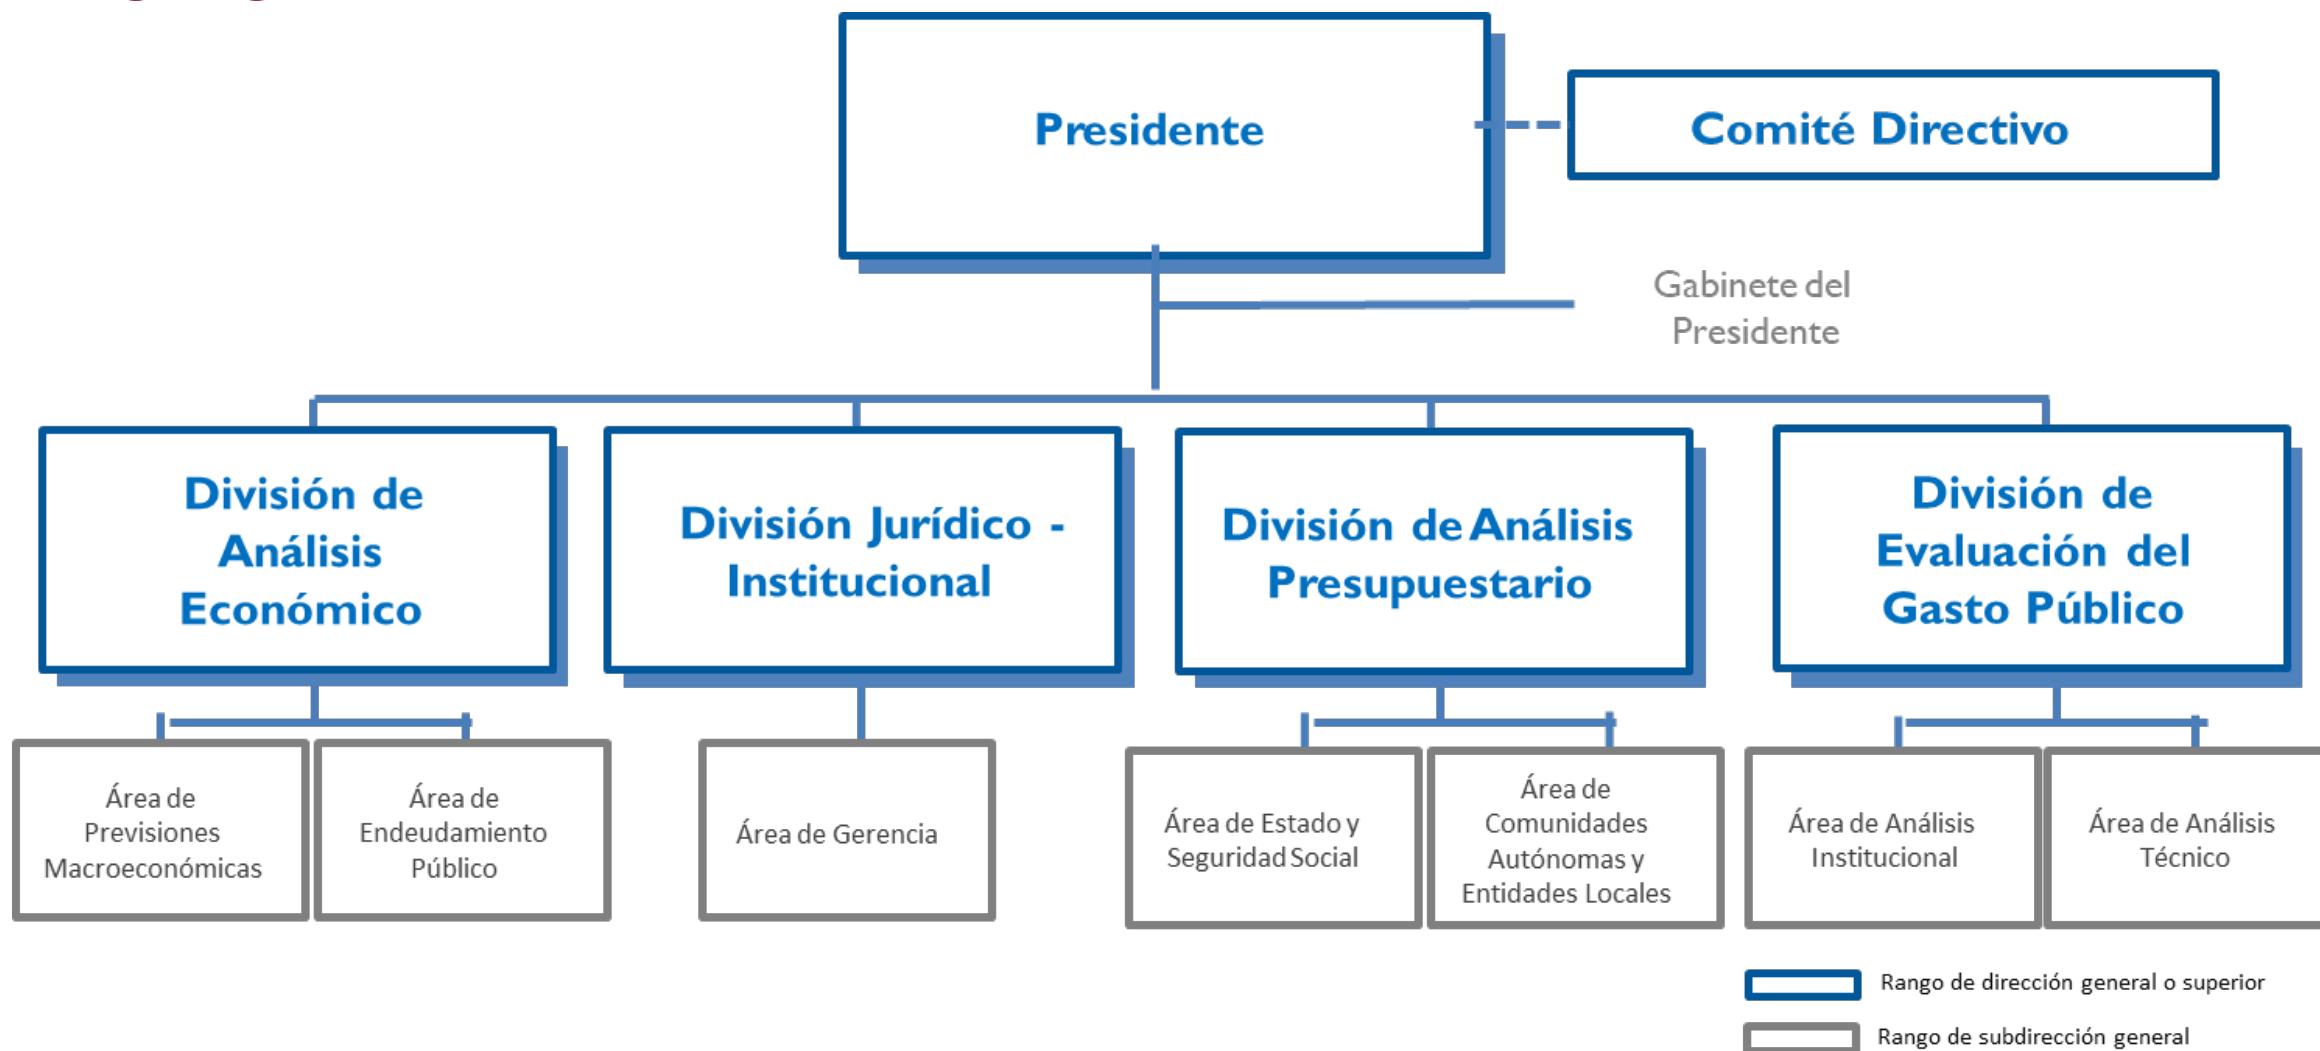 Presidente
Comité Directivo
Gabinete del
Presidente
División de
Análisis
Económico
División Jurídico -
Institucional
División de Análisis
Presupuestario
División de
Evaluación del
Gasto Público
Área de
Previsiones
Macroeconómicas
Área de
Endeudamiento
Público
Área de Gerencia
Área de Estado y
Seguridad Social
Área de
Comunidades
Autónomas y
Entidades Locales
Área de Análisis
Institucional
Área de Análisis
Técnico
Rango de dirección general o superior
Rango de subdirección general